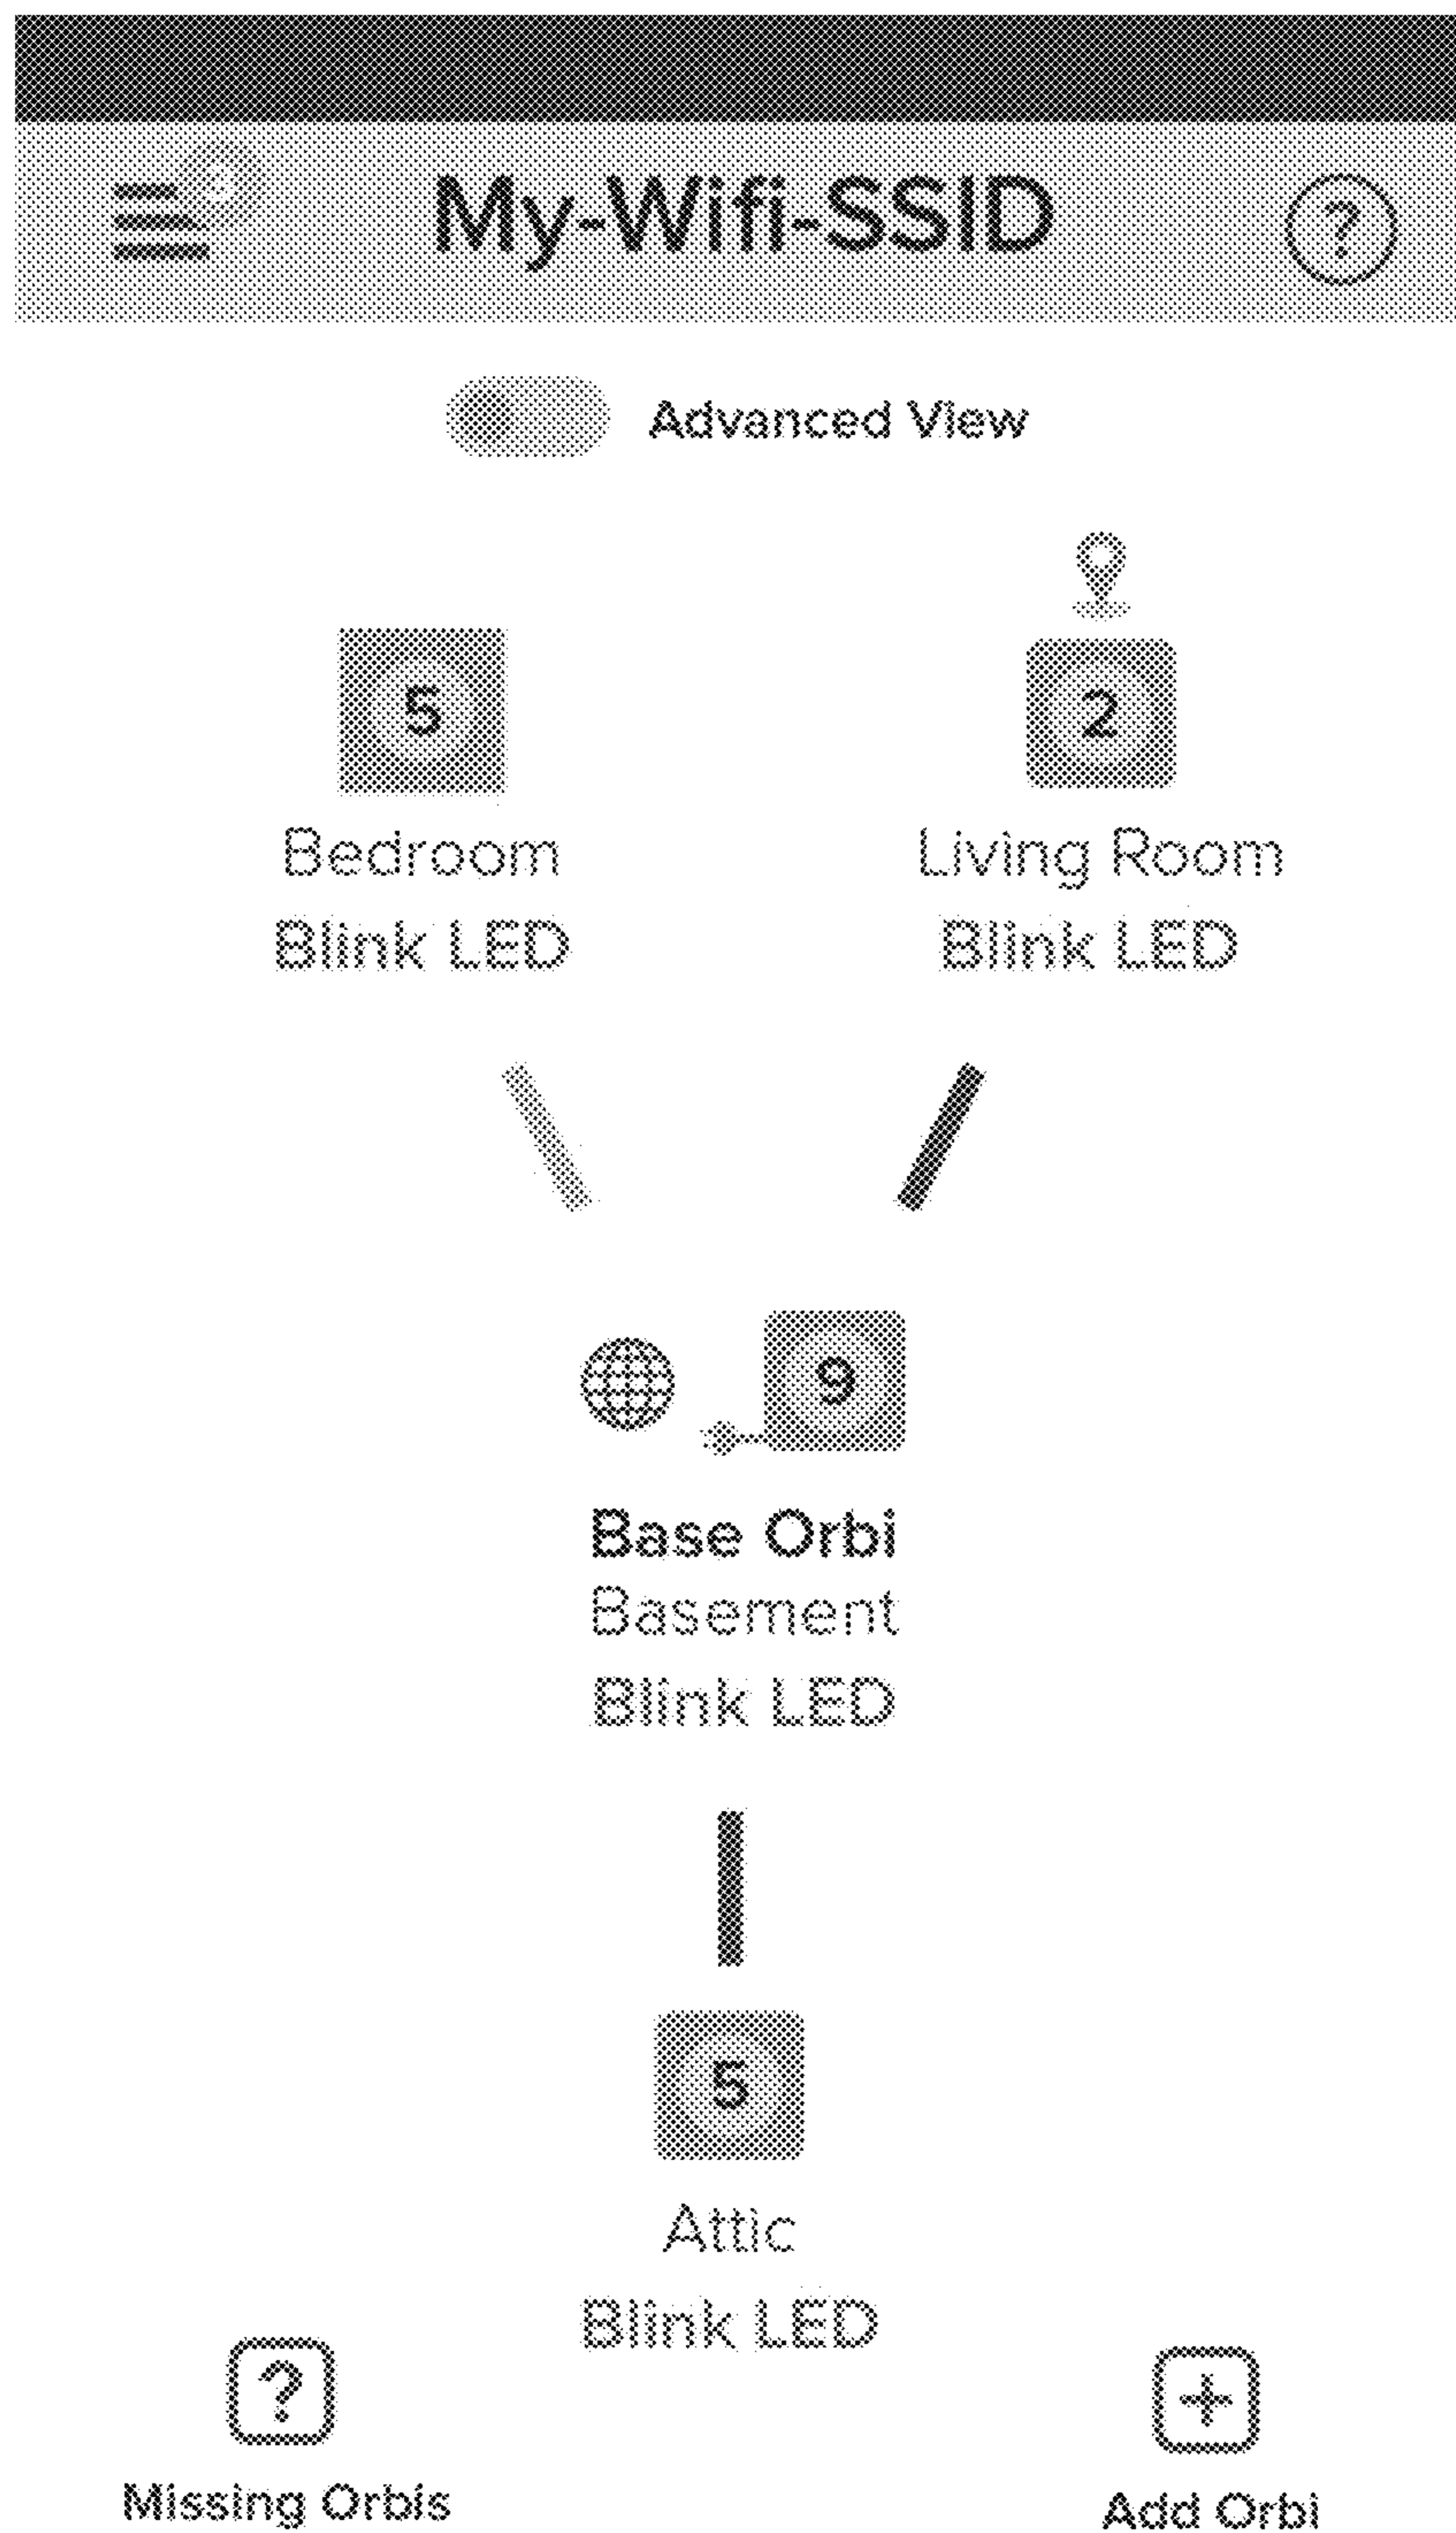 My-Wifi-SSID
?
Advanced View
5
2
Bedroom
Living Room
Blink LED
Blink LED
9
Base Orbi
Basement
Blink LED
5
Attic
Blink LED
?
+
Missing Orbis
Add Orbi